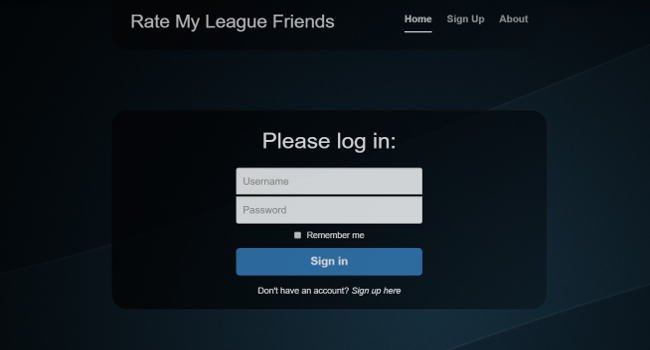 Rate My League Friends
Home Sign Up About
Please log in:
Username
Password
Remember me
Sign in
Don't have an account? Sign up here